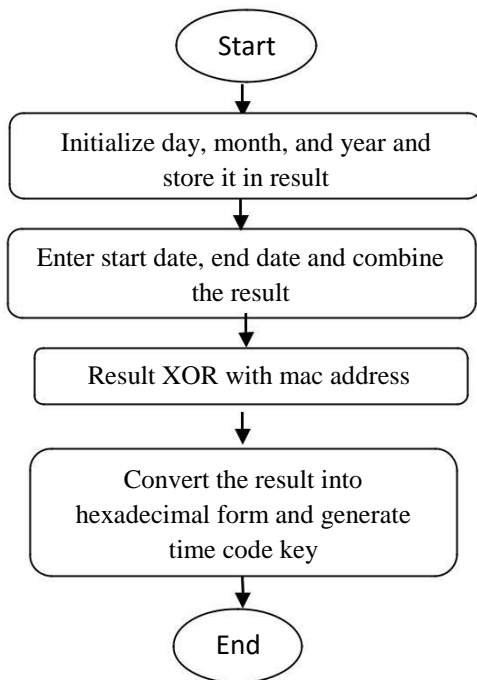 Start
Initialize day, month, and year and
store it in result
Enter start date, end date and combine
the result
Result XOR with mac address
Convert the result into
hexadecimal form and generate
time code key
End